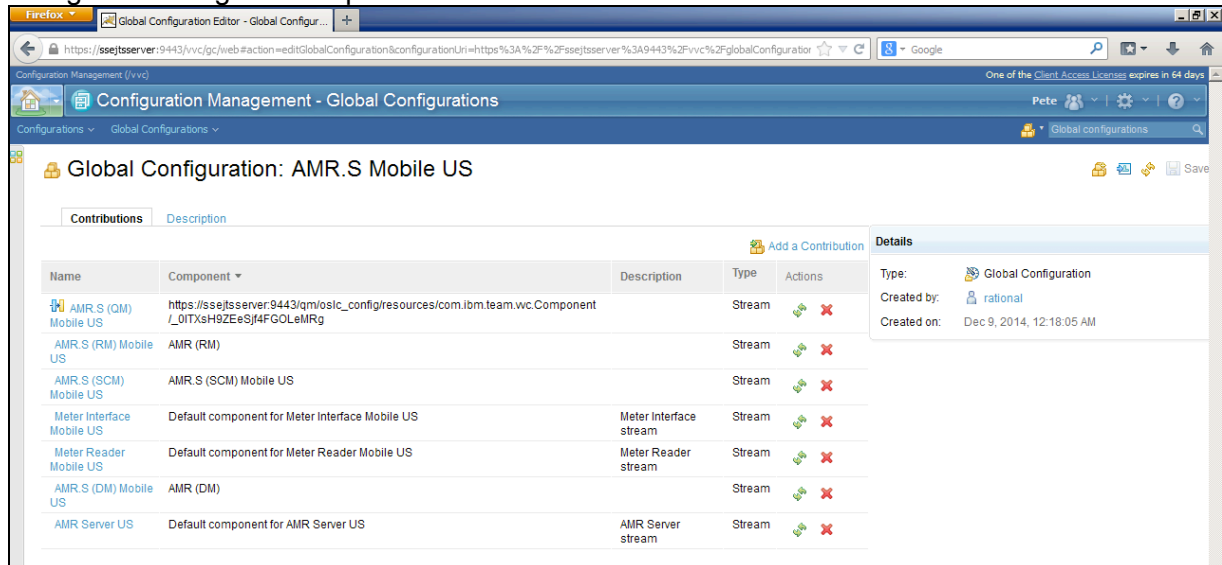 Firefox
Global Configuration Editor - Global Configur...
https://ssejtsserver:9443/vvc/gc/web#action=editGlobalConfiguration&configurationUri=https%3A%2F%2Fssejtsserver%3A9443%2Fvvc%2FglobalConfiguration
Google
Configuration Management (/vvc)
One of the Client Access Licenses expires in 64 days
Configuration Management - Global Configurations
Pete
Configurations
Global Configurations
Global configurations
Global Configuration: AMR.S Mobile US
Save
Contributions
Description
Add a Contribution
Details
Name Component Description Type Actions
Type: Global Configuration
Created by: rational
Created on: Dec 9, 2014, 12:18:05 AM
AMR.S (QM) https://ssejtsserver:9443/qm/oslc_config/resources/com.ibm.team.vvc.Component Stream
Mobile US /_0ITXsH9ZEeSjf4FGOLeMRg
AMR.S (RM) Mobile AMR (RM) Stream
US
AMR.S (SCM) AMR.S (SCM) Mobile US Stream
Mobile US
Meter Interface Default component for Meter Interface Mobile US Meter Interface Stream
Mobile US stream
Meter Reader Default component for Meter Reader Mobile US Meter Reader Stream
Mobile US stream
AMR.S (DM) Mobile AMR (DM) Stream
US
AMR Server US Default component for AMR Server US AMR Server Stream
stream